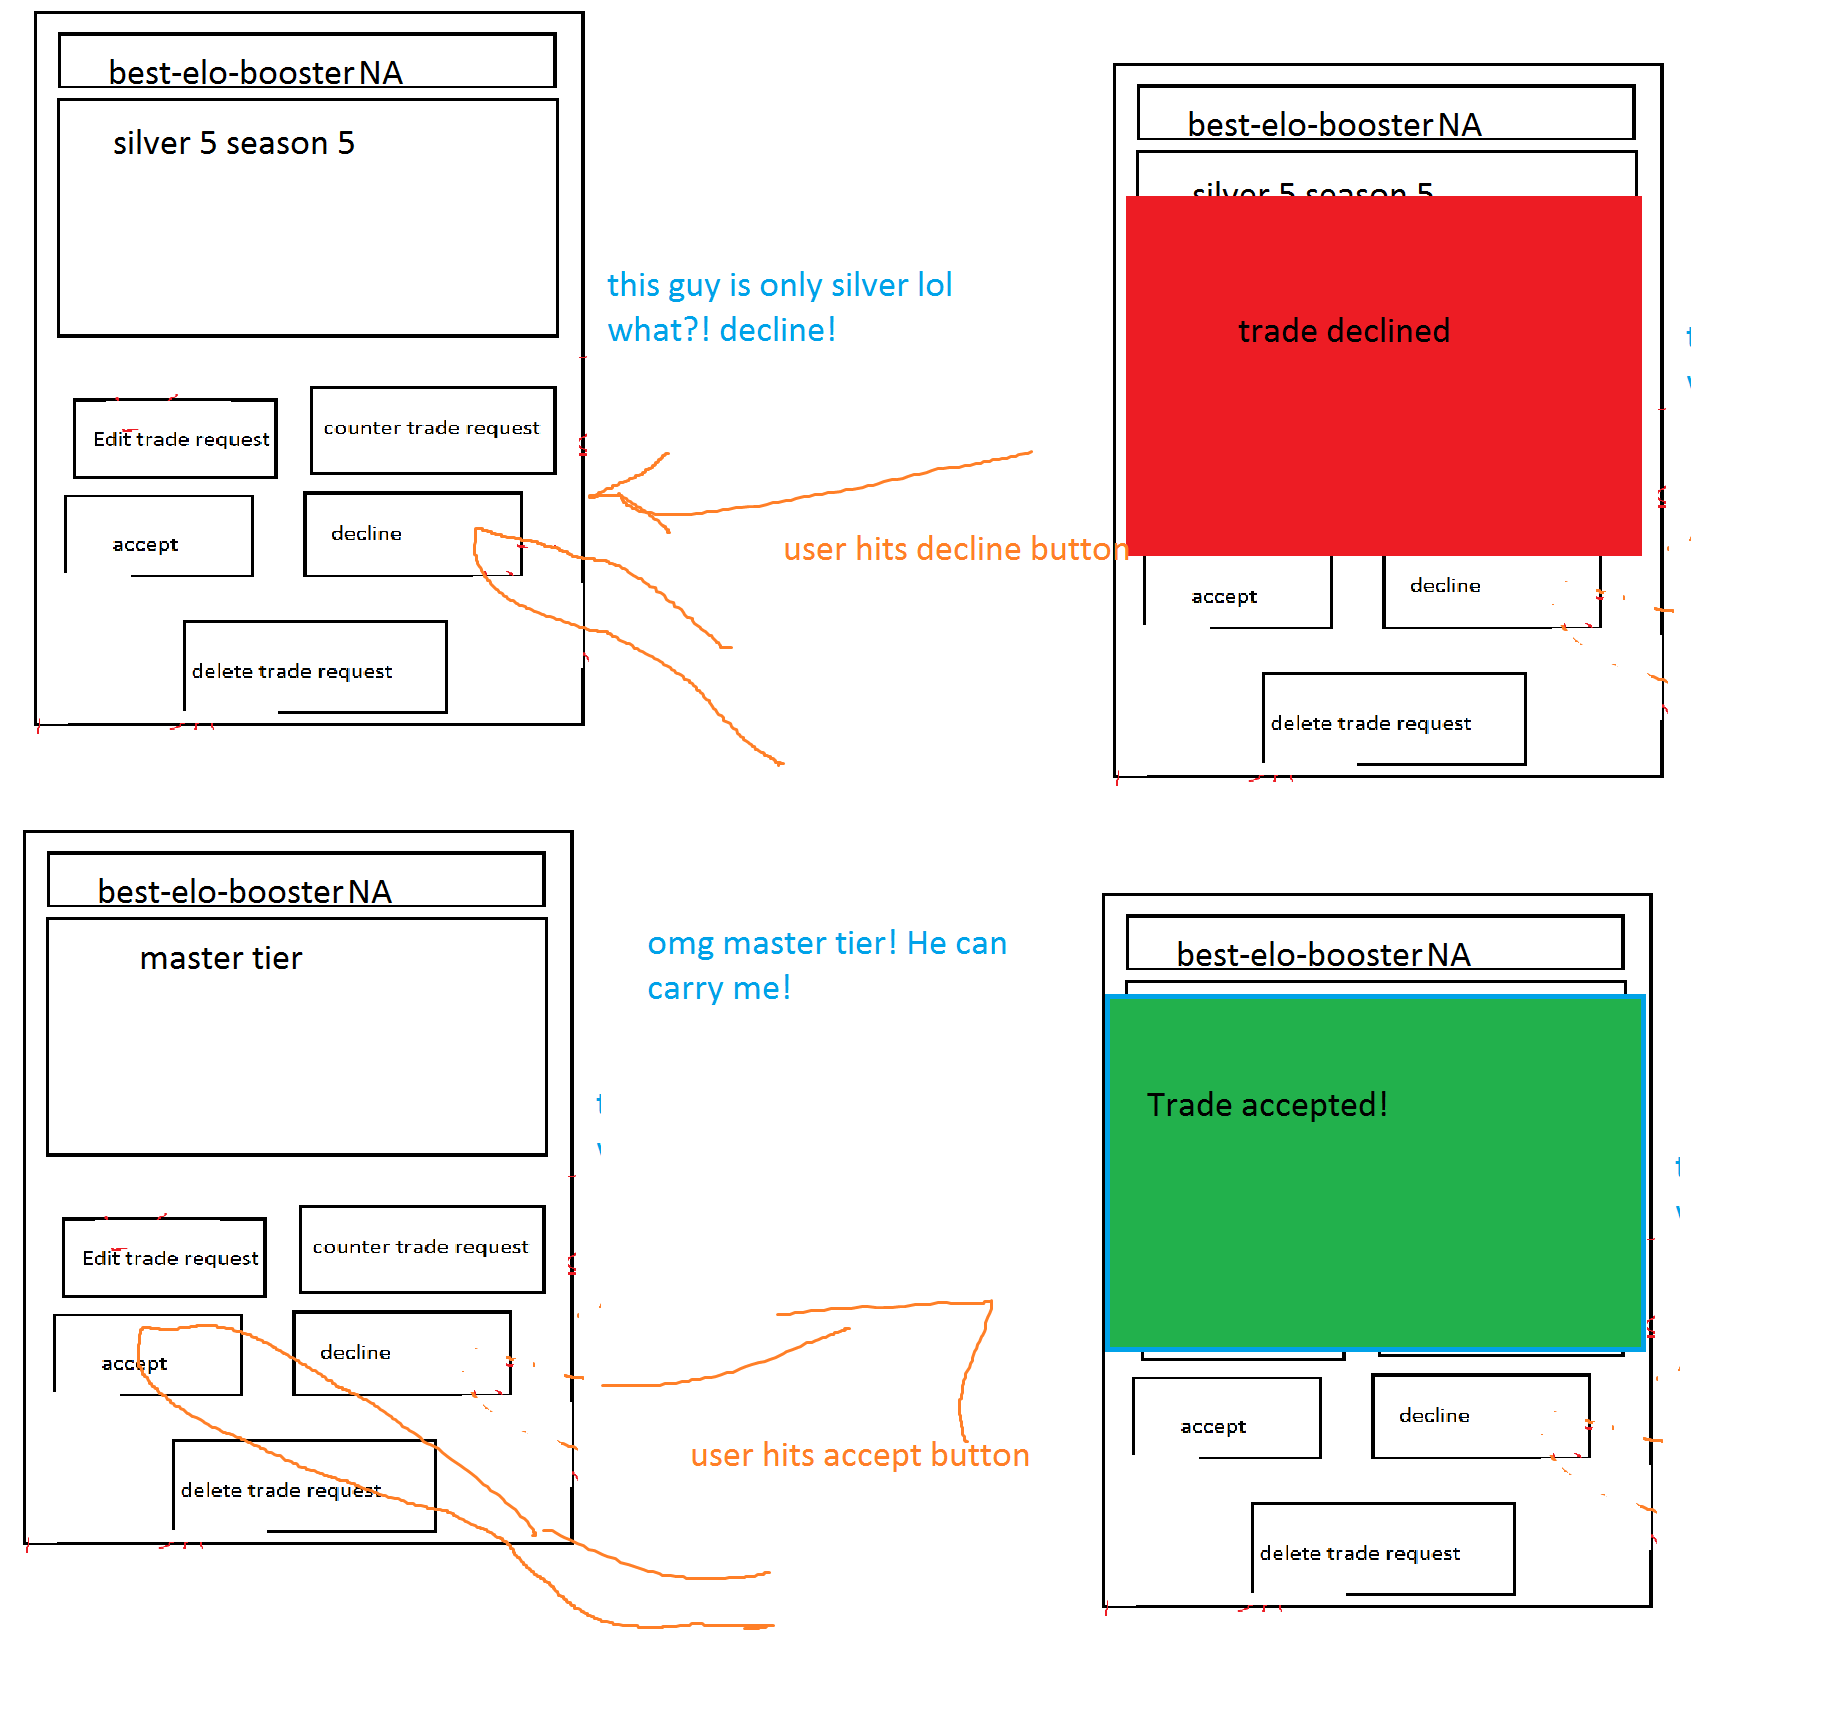 best-elo-booster NA
silver 5 season 5
this guy is only silver lol
what?! decline!
Edit trade request
counter trade request
accept
decline
delete trade request
user hits decline button
best-elo-booster NA
silver 5 season 5
trade declined
accept
decline
delete trade request
best-elo-booster NA
master tier
omg master tier! He can
carry me!
Edit trade request
counter trade request
accept
decline
delete trade request
user hits accept button
best-elo-booster NA
Trade accepted!
accept
decline
delete trade request